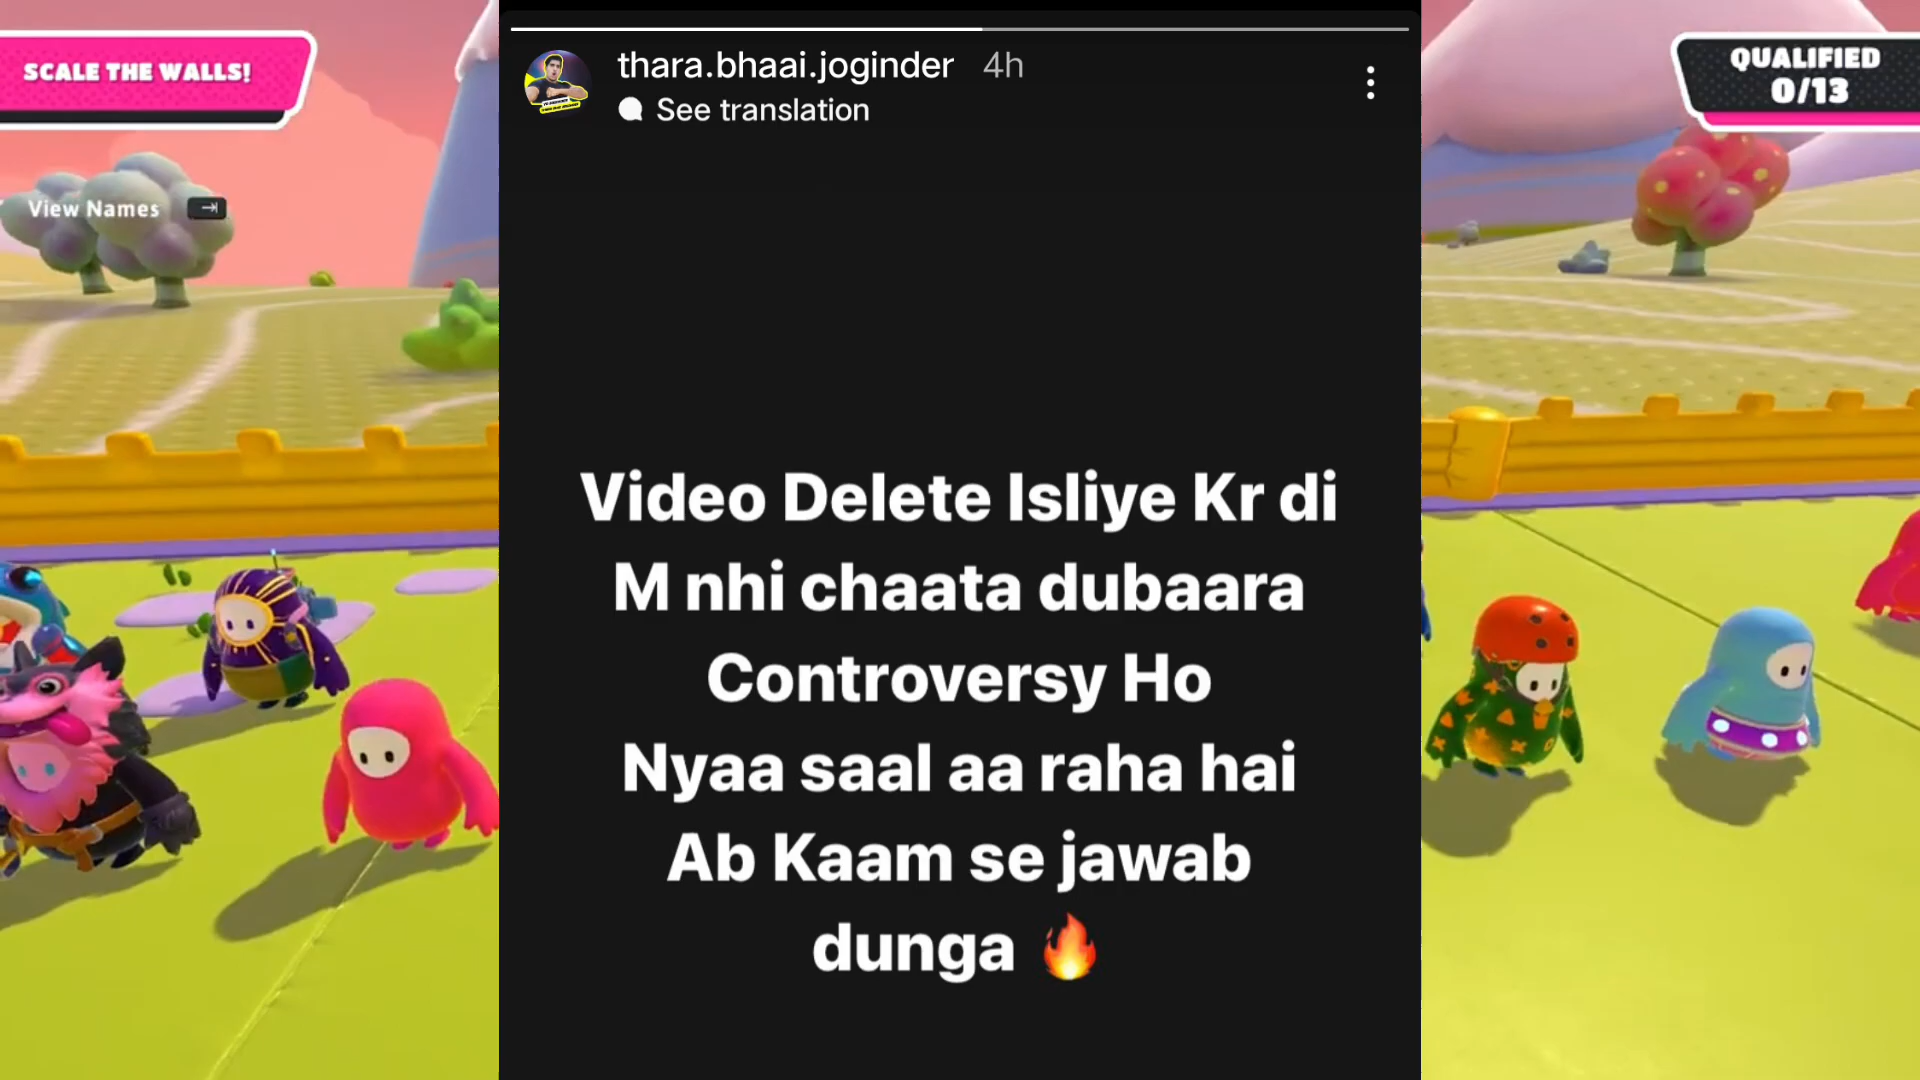 SCALE THE WALLS!
View Names
thara.bhaai.joginder 4h
See translation
Video Delete Isliye Kr di
M nhi chaata dubaara
Controversy Ho
Nyaa saal aa raha hai
Ab Kaam se jawab
dunga 🔥
QUALIFIED
0/13